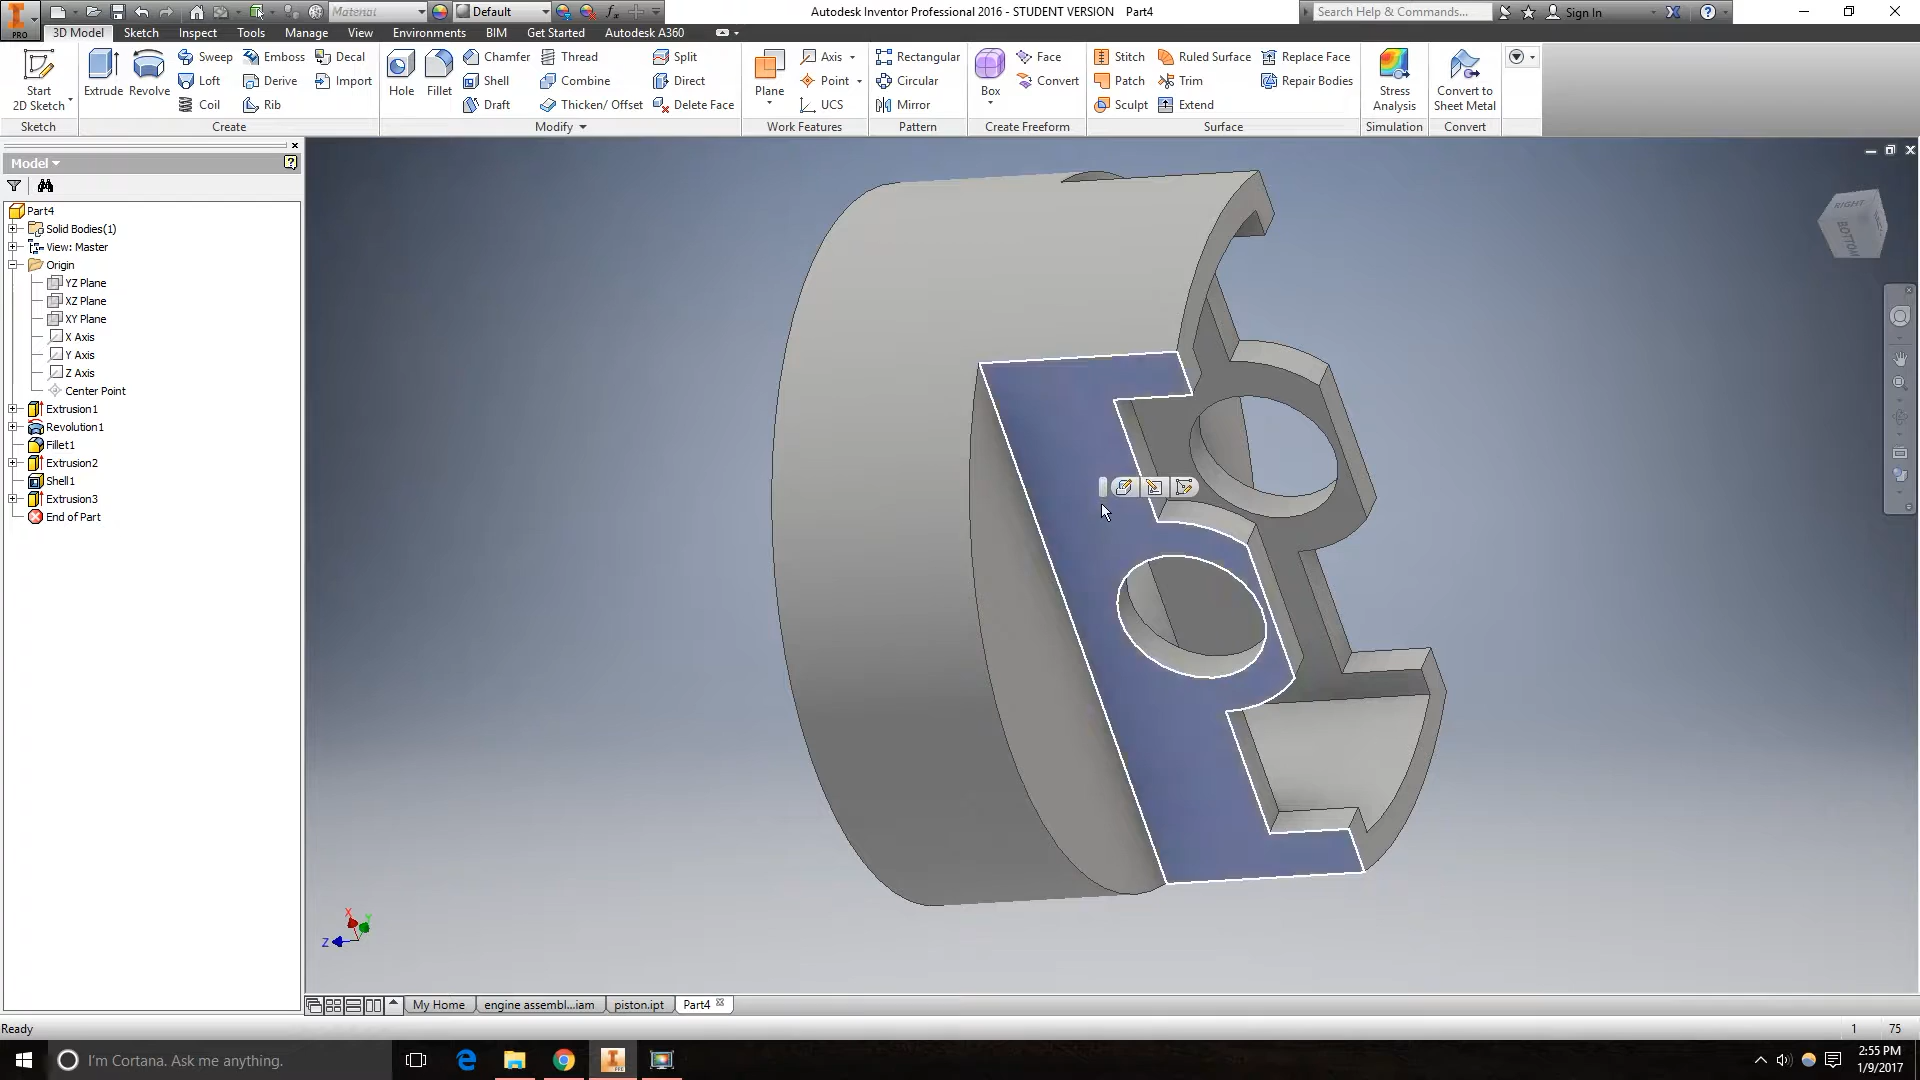 Material
Default
Autodesk Inventor Professional 2016 - STUDENT VERSION Part4
Search Help & Commands...
Sign In
PRO
3D Model Sketch Inspect Tools Manage View Environments BIM Get Started Autodesk A360
Start
2D Sketch
Sketch
Extrude Revolve
Sweep Emboss Decal
Loft Derive Import
Coil Rib
Create
Hole Fillet
Chamfer Thread Split
Shell Combine Direct
Draft Thicken/ Offset Delete Face
Modify
Plane
Axis
Point
UCS
Work Features
Rectangular
Circular
Mirror
Pattern
Box
Face
Convert
Create Freeform
Stitch Ruled Surface Replace Face
Patch Trim Repair Bodies
Sculpt Extend
Surface
Stress
Analysis
Simulation
Convert to
Sheet Metal
Convert
Model
Part4
Solid Bodies(1)
View: Master
Origin
YZ Plane
XZ Plane
XY Plane
X Axis
Y Axis
Z Axis
Center Point
Extrusion1
Revolution1
Fillet1
Extrusion2
Shell1
Extrusion3
End of Part
RIGHT
BOTTOM
X
Y
Z
My Home engine assembl...iam piston.ipt Part4
Ready
1 75
I'm Cortana. Ask me anything.
2:55 PM
1/9/2017